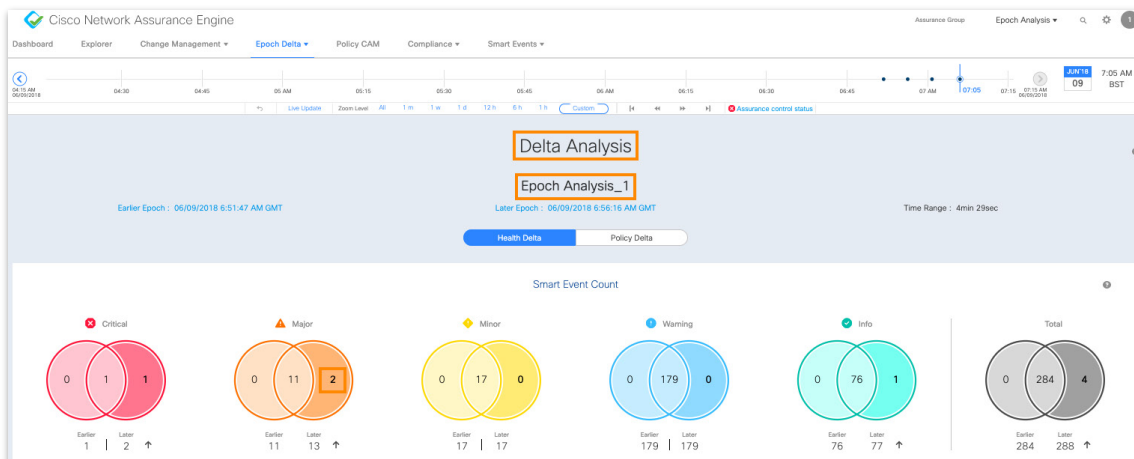 Cisco Network Assurance Engine
Assurance Group
Epoch Analysis
1
Dashboard Explorer Change Management Epoch Delta Policy CAM Compliance Smart Events
04:15 AM
06/09/2018
04:30 04:45 05 AM 05:15 05:30 05:45 06 AM 06:15 06:30 06:45 07 AM 07:05 07:15
07:15 AM
06/09/2018
JUN'18
09
7:05 AM
BST
Live Update Zoom Level All 1 m 1 w 1 d 12 h 6 h 1 h Custom Assurance control status
Delta Analysis
Epoch Analysis_1
Earlier Epoch : 06/09/2018 6:51:47 AM GMT Later Epoch : 06/09/2018 6:56:16 AM GMT Time Range : 4min 29sec
Health Delta Policy Delta
Smart Event Count
?
Critical Major Minor Warning Info Total
0 1 1 0 11 2 0 17 0 0 179 0 0 76 1 0 284 4
Earlier Later Earlier Later Earlier Later Earlier Later Earlier Later Earlier Later
1 2 11 13 17 17 179 179 76 77 284 288